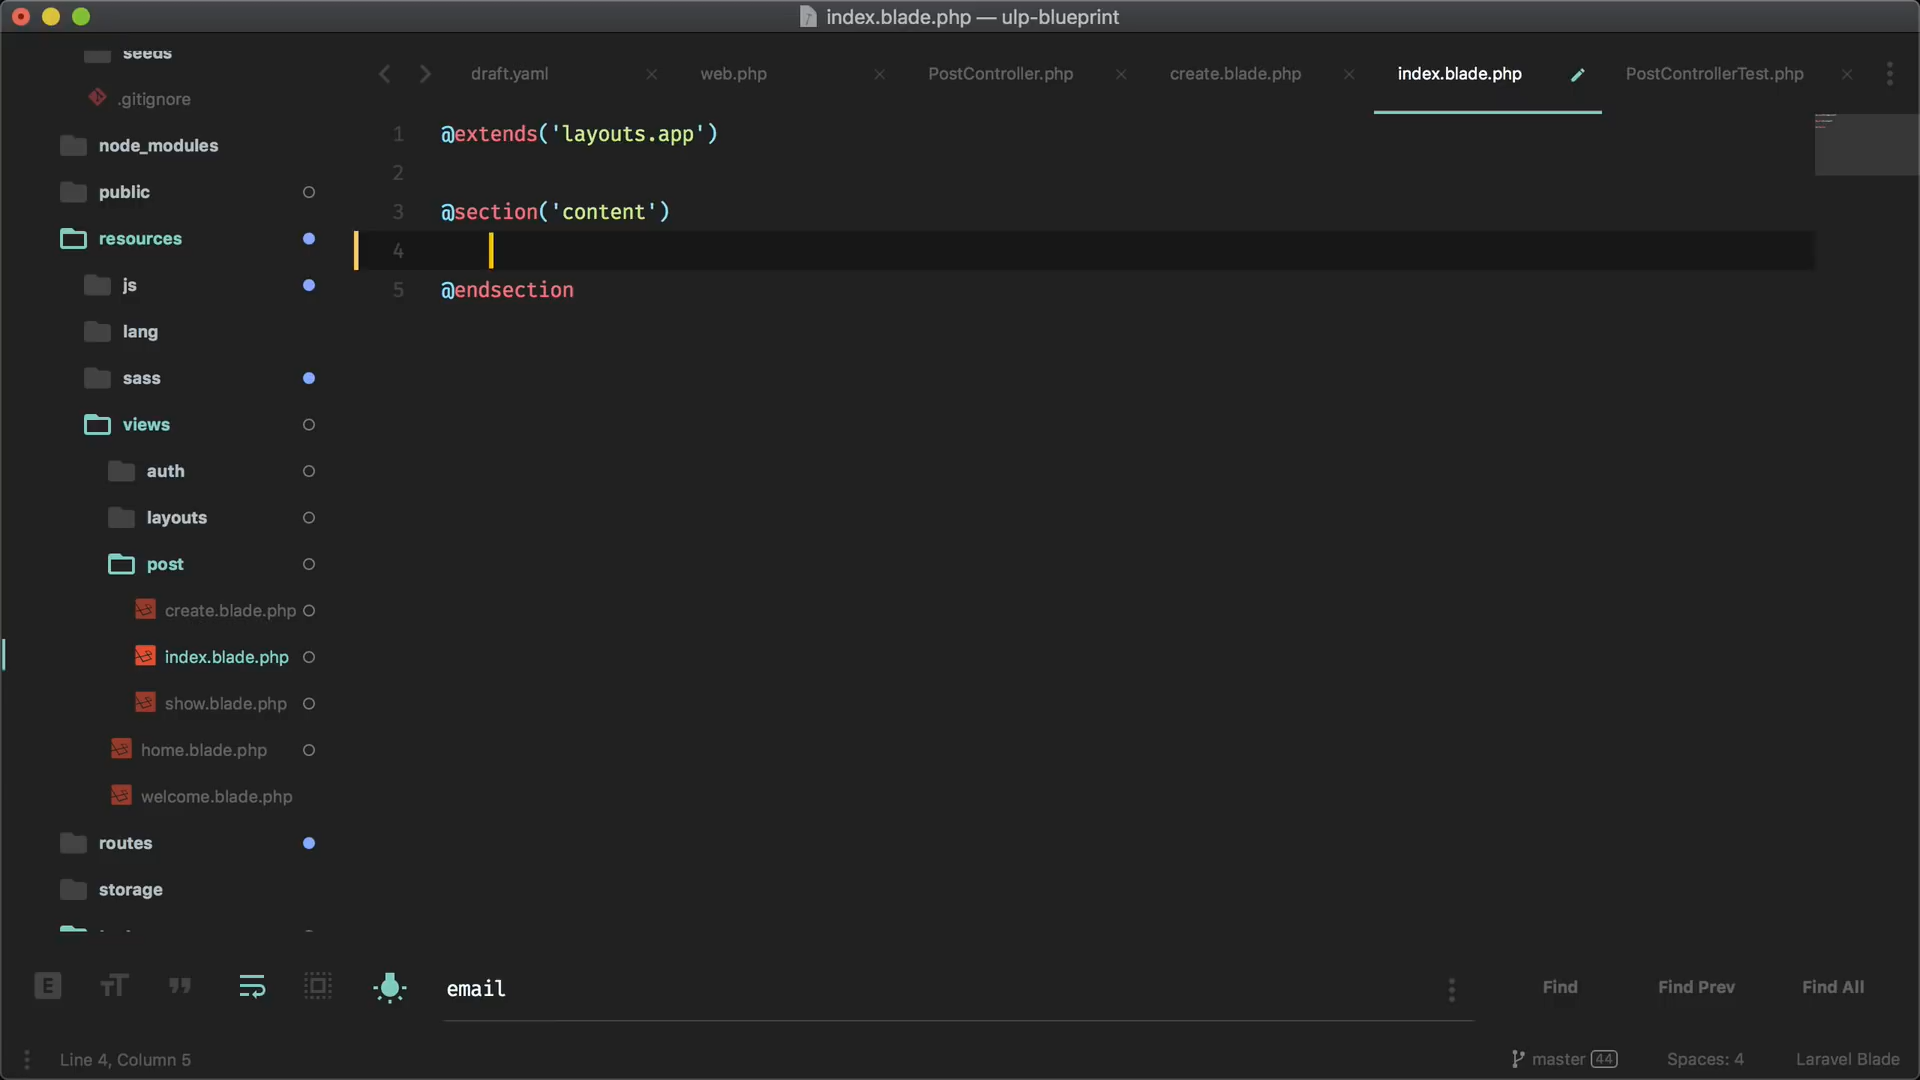 index.blade.php — ulp-blueprint
seeds
.gitignore
node_modules
public
resources
js
lang
sass
views
auth
layouts
post
create.blade.php
index.blade.php
show.blade.php
home.blade.php
welcome.blade.php
routes
storage
draft.yaml
web.php
PostController.php
create.blade.php
index.blade.php
PostControllerTest.php
1 @extends('layouts.app')
2
3 @section('content')
4
5 @endsection
email
Find
Find Prev
Find All
Line 4, Column 5
master 44
Spaces: 4
Laravel Blade